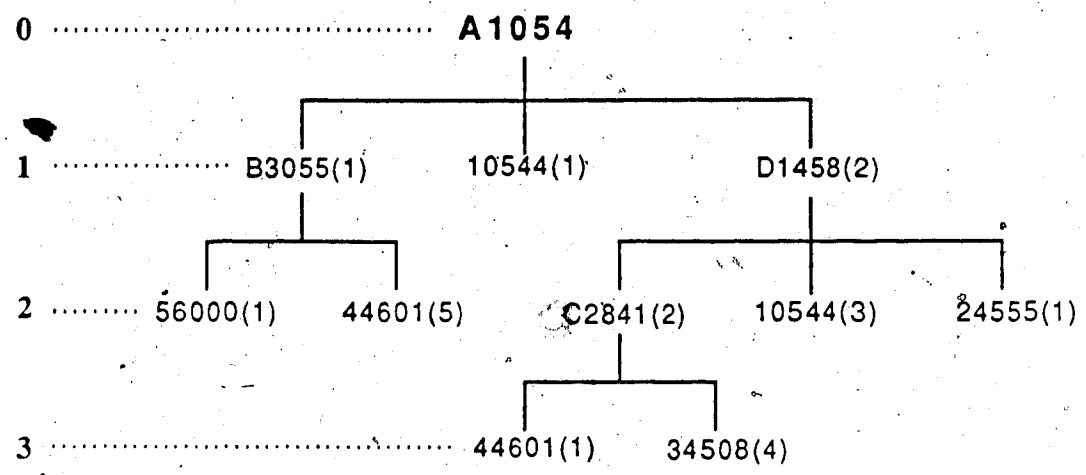 0 .................................. A1054
1 ................ B3055(1) 10544(1) D1458(2)
2 ........ 56000(1) 44601(5) C2841(2) 10544(3) 24555(1)
3 ..................................... 44601(1) 34508(4)